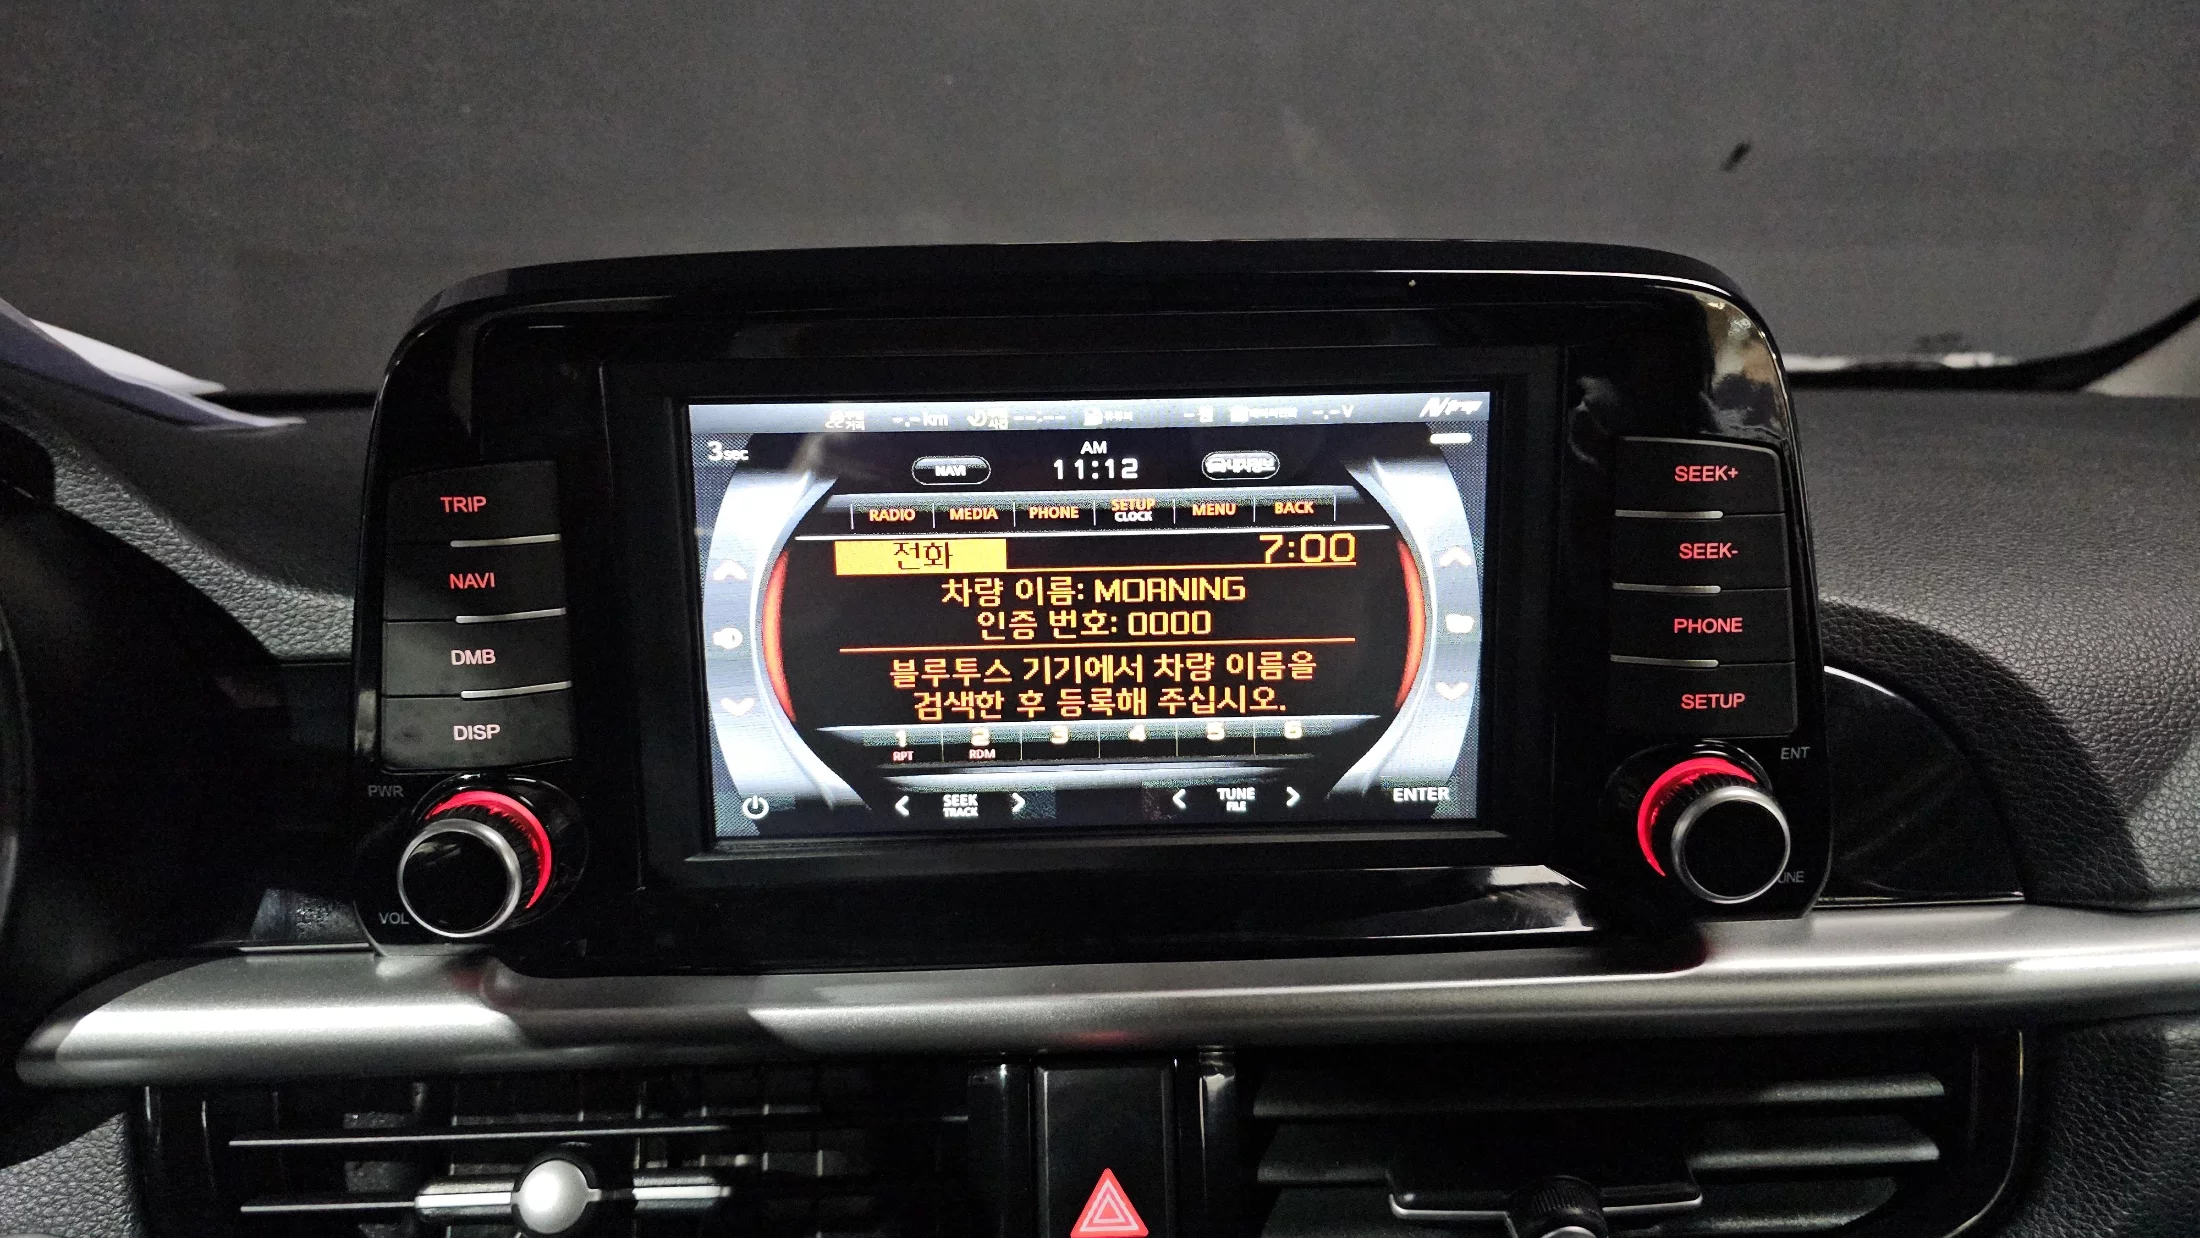 TRIP
NAVI
DMB
DISP
PWR
VOL
km
V
3sec
AM
NAVI
11:12
RADIO
MEDIA
PHONE
SETUP
CLOCK
MENU
BACK
전화
7:00
차량 이름: MORNING
인증 번호: 0000
블루투스 기기에서 차량 이름을
검색한 후 등록해 주십시오.
1 2 3 4 5 6
RPT RDM
SEEK
TRACK
TUNE
FILE
ENTER
SEEK+
SEEK-
PHONE
SETUP
ENT